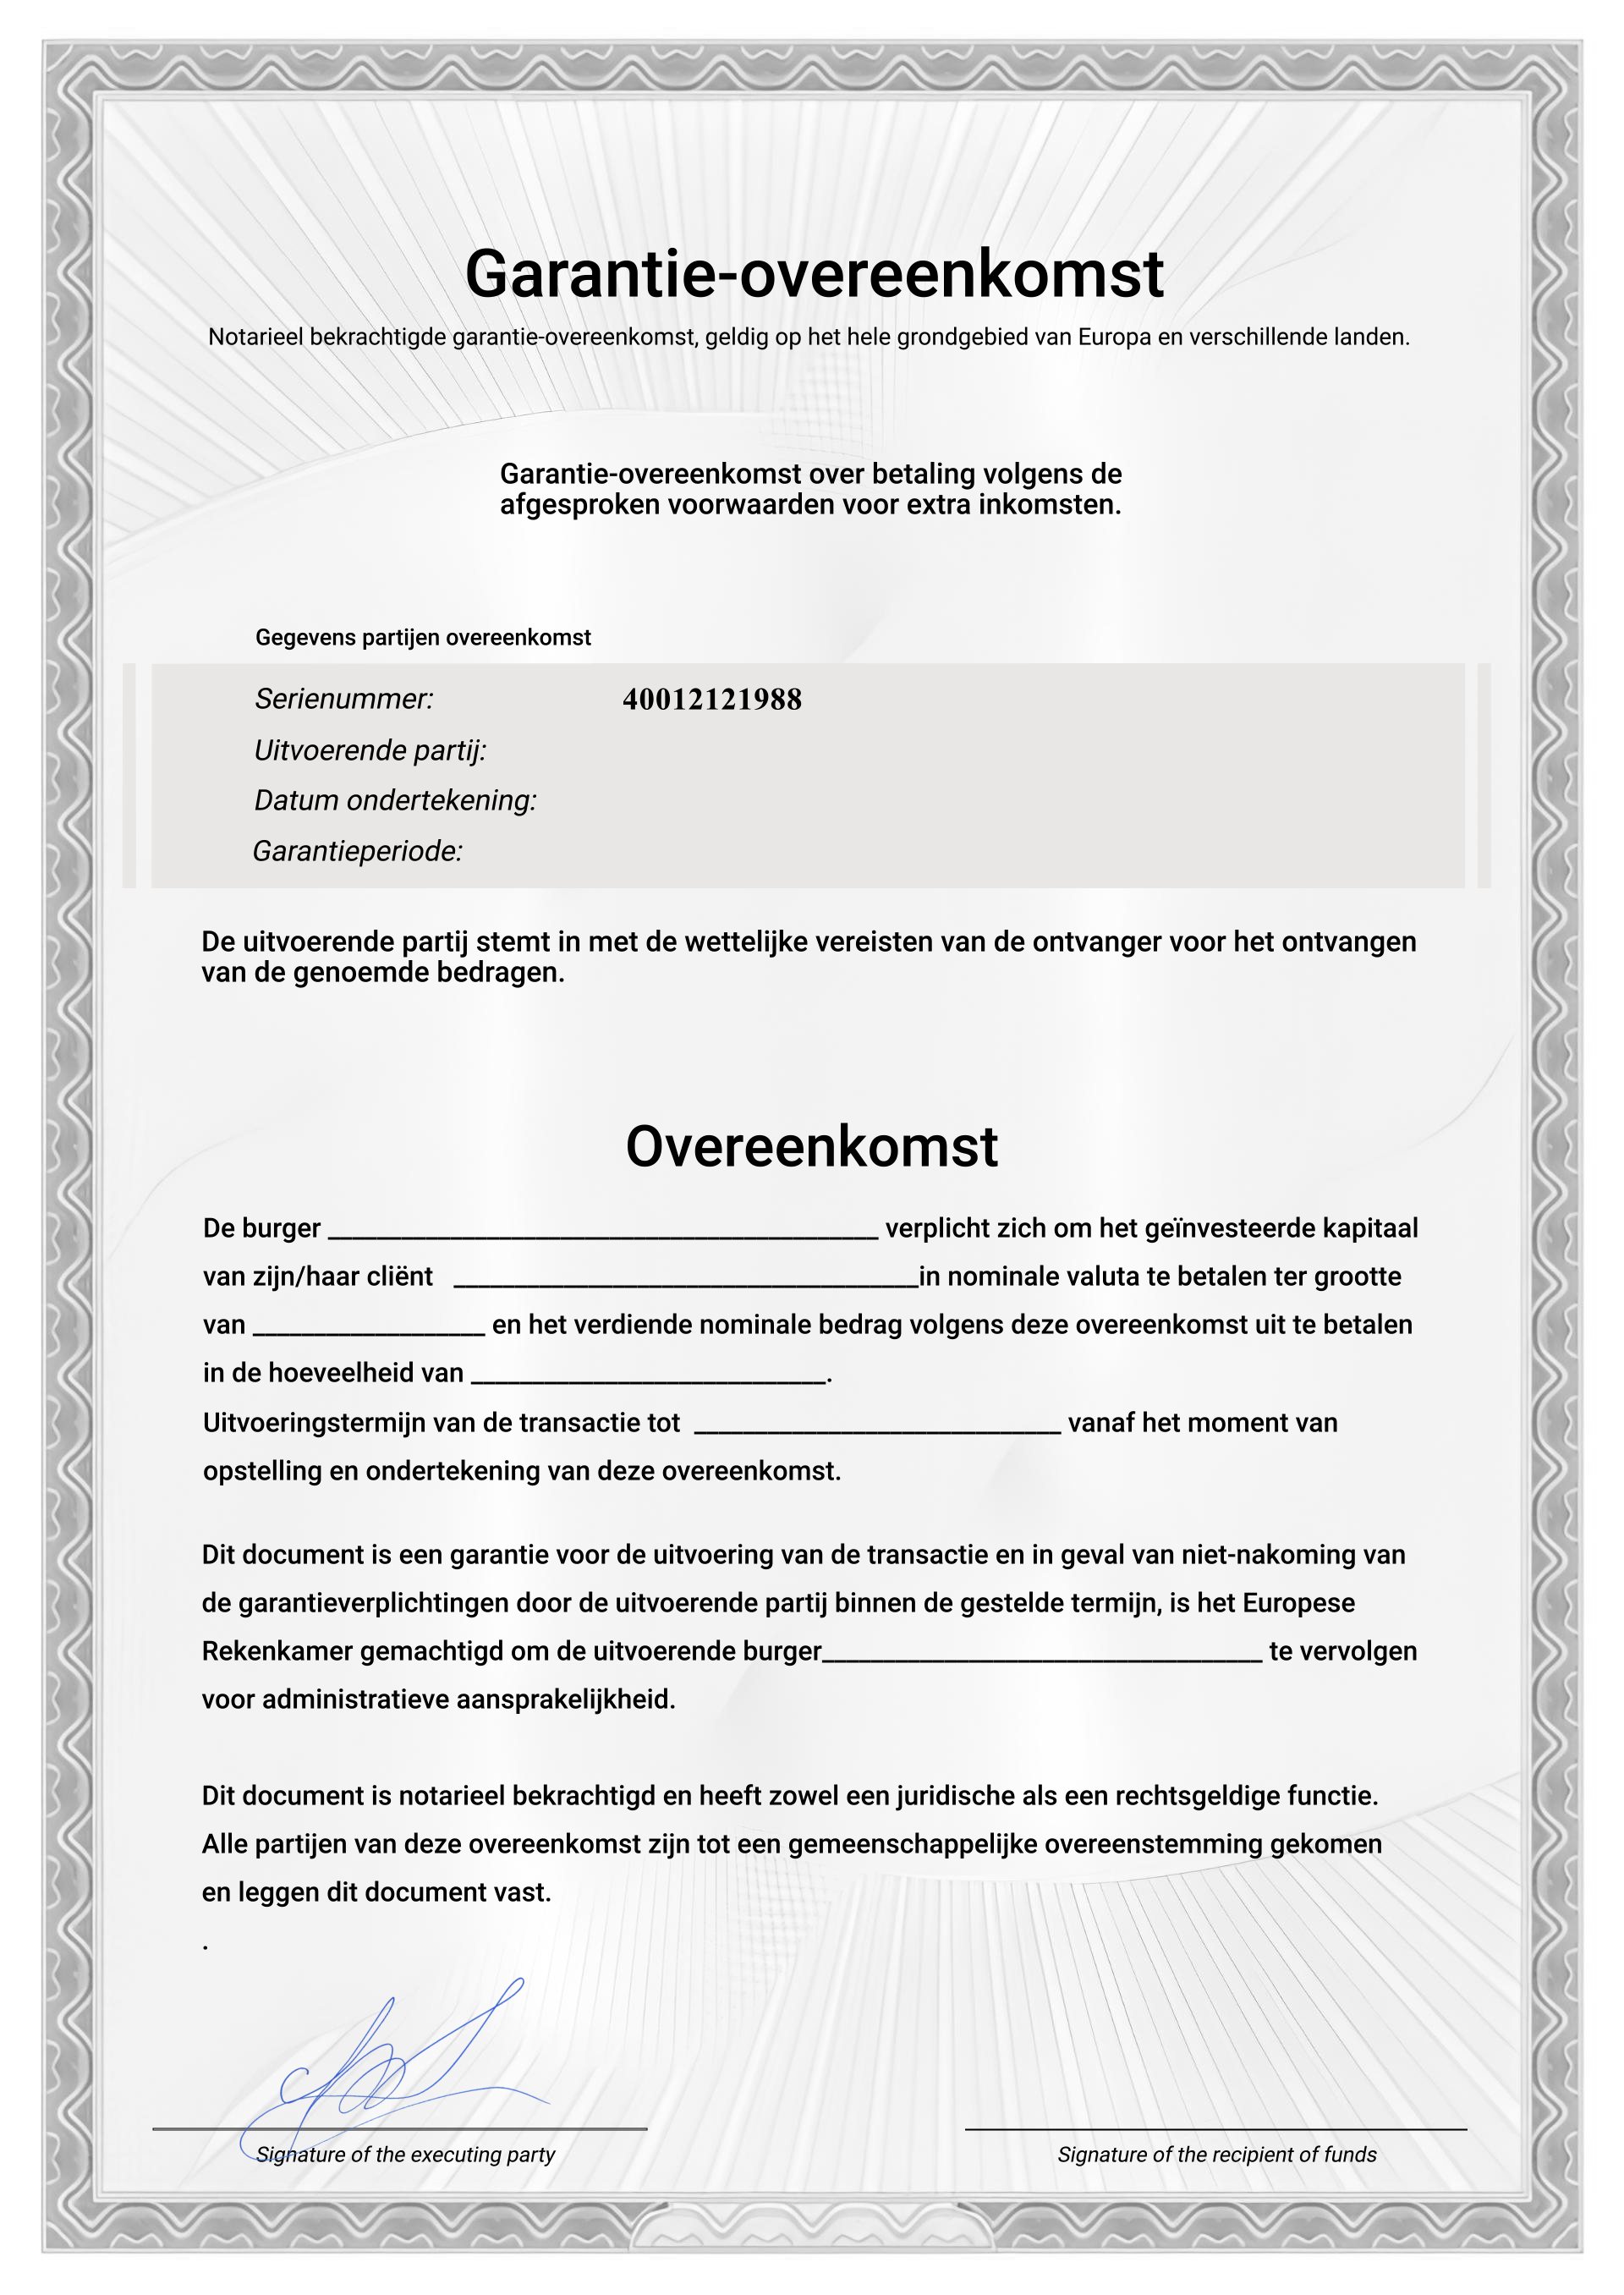 Garantie-overeenkomst
Notarieel bekrachtigde garantie-overeenkomst, geldig op het hele grondgebied van Europa en verschillende landen.
Garantie-overeenkomst over betaling volgens de
afgesproken voorwaarden voor extra inkomsten.
Gegevens partijen overeenkomst
Serienummer: 40012121988
Uitvoerende partij:
Datum ondertekening:
Garantieperiode:
De uitvoerende partij stemt in met de wettelijke vereisten van de ontvanger voor het ontvangen
van de genoemde bedragen.
Overeenkomst
De burger ________________ verplicht zich om het geïnvesteerde kapitaal
van zijn/haar cliënt ________________in nominale valuta te betalen ter grootte
van ________________ en het verdiende nominale bedrag volgens deze overeenkomst uit te betalen
in de hoeveelheid van ________________.
Uitvoeringstermijn van de transactie tot ________________ vanaf het moment van
opstelling en ondertekening van deze overeenkomst.
Dit document is een garantie voor de uitvoering van de transactie en in geval van niet-nakoming van
de garantieverplichtingen door de uitvoerende partij binnen de gestelde termijn, is het Europese
Rekenkamer gemachtigd om de uitvoerende burger________________ te vervolgen
voor administratieve aansprakelijkheid.
Dit document is notarieel bekrachtigd en heeft zowel een juridische als een rechtsgeldige functie.
Alle partijen van deze overeenkomst zijn tot een gemeenschappelijke overeenstemming gekomen
en leggen dit document vast.
.
Signature of the executing party
Signature of the recipient of funds